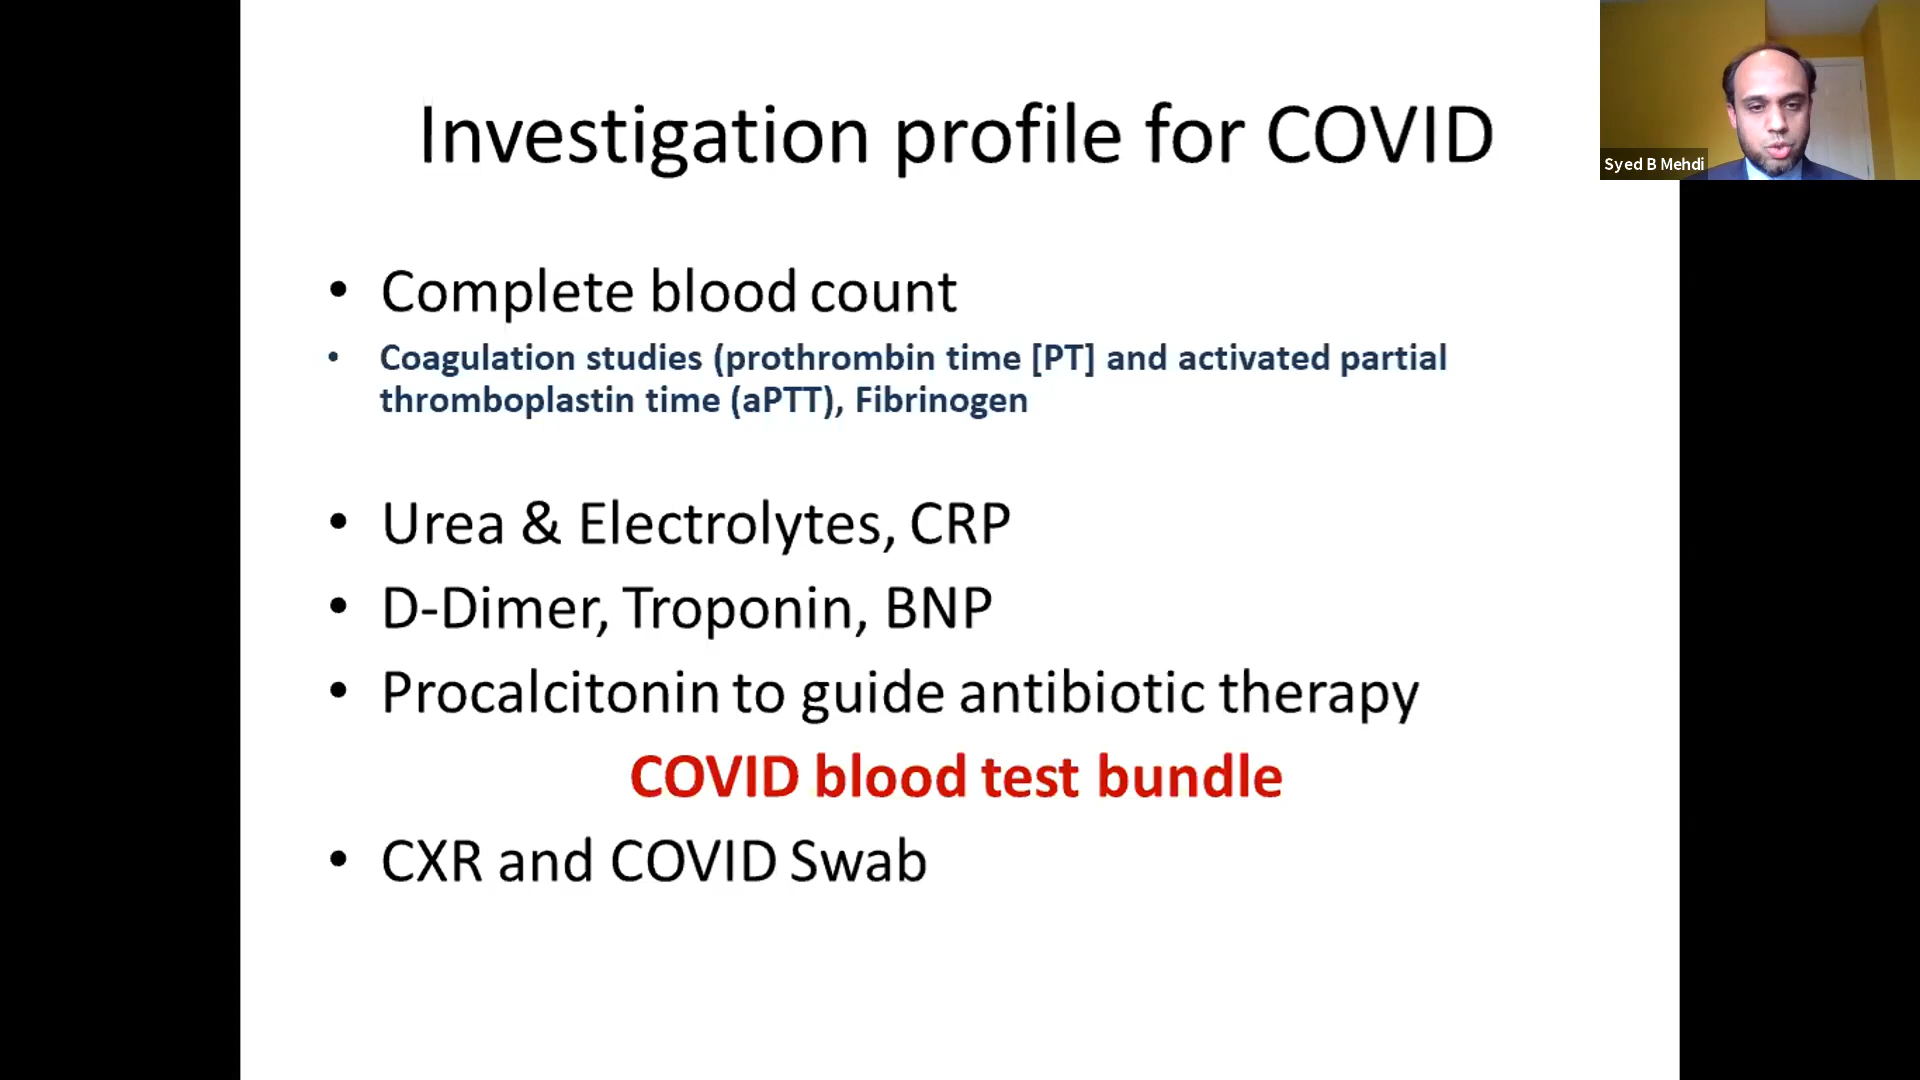 Investigation profile for COVID
Syed B Mehdi
• Complete blood count
• Coagulation studies (prothrombin time [PT] and activated partial
thromboplastin time (aPTT), Fibrinogen
• Urea & Electrolytes, CRP
• D-Dimer, Troponin, BNP
• Procalcitonin to guide antibiotic therapy
COVID blood test bundle
• CXR and COVID Swab